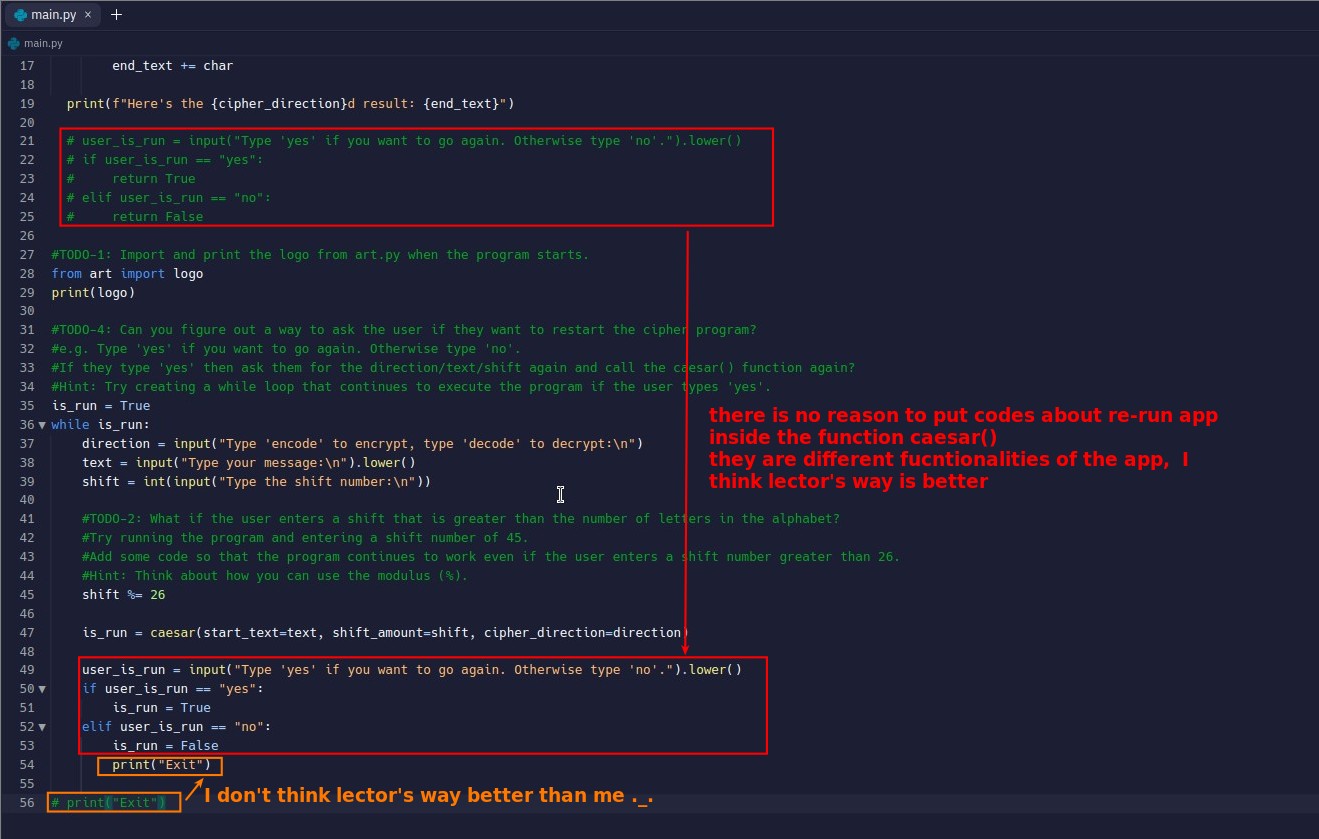 main.py × +
main.py
17 end_text += char
18
19 print(f"Here's the {cipher_direction}d result: {end_text}")
20
21 # user_is_run = input("Type 'yes' if you want to go again. Otherwise type 'no'.").lower()
22 # if user_is_run == "yes":
23 #     return True
24 # elif user_is_run == "no":
25 #     return False
26
27 #TODO-1: Import and print the logo from art.py when the program starts.
28 from art import logo
29 print(logo)
30
31 #TODO-4: Can you figure out a way to ask the user if they want to restart the cipher program?
32 #e.g. Type 'yes' if you want to go again. Otherwise type 'no'.
33 #If they type 'yes' then ask them for the direction/text/shift again and call the caesar() function again?
34 #Hint: Try creating a while loop that continues to execute the program if the user types 'yes'.
35 is_run = True
36 while is_run:
37     direction = input("Type 'encode' to encrypt, type 'decode' to decrypt:\n")
38     text = input("Type your message:\n").lower()
39     shift = int(input("Type the shift number:\n"))
40
41     #TODO-2: What if the user enters a shift that is greater than the number of letters in the alphabet?
42     #Try running the program and entering a shift number of 45.
43     #Add some code so that the program continues to work even if the user enters a shift number greater than 26.
44     #Hint: Think about how you can use the modulus (%).
45     shift %= 26
46
47     is_run = caesar(start_text=text, shift_amount=shift, cipher_direction=direction)
48
49     user_is_run = input("Type 'yes' if you want to go again. Otherwise type 'no'.").lower()
50     if user_is_run == "yes":
51         is_run = True
52     elif user_is_run == "no":
53         is_run = False
54         print("Exit")
55
56 # print("Exit")
there is no reason to put codes about re-run app
inside the function caesar()
they are different fucntionalities of the app, I
think lector's way is better
I don't think lector's way better than me ._.